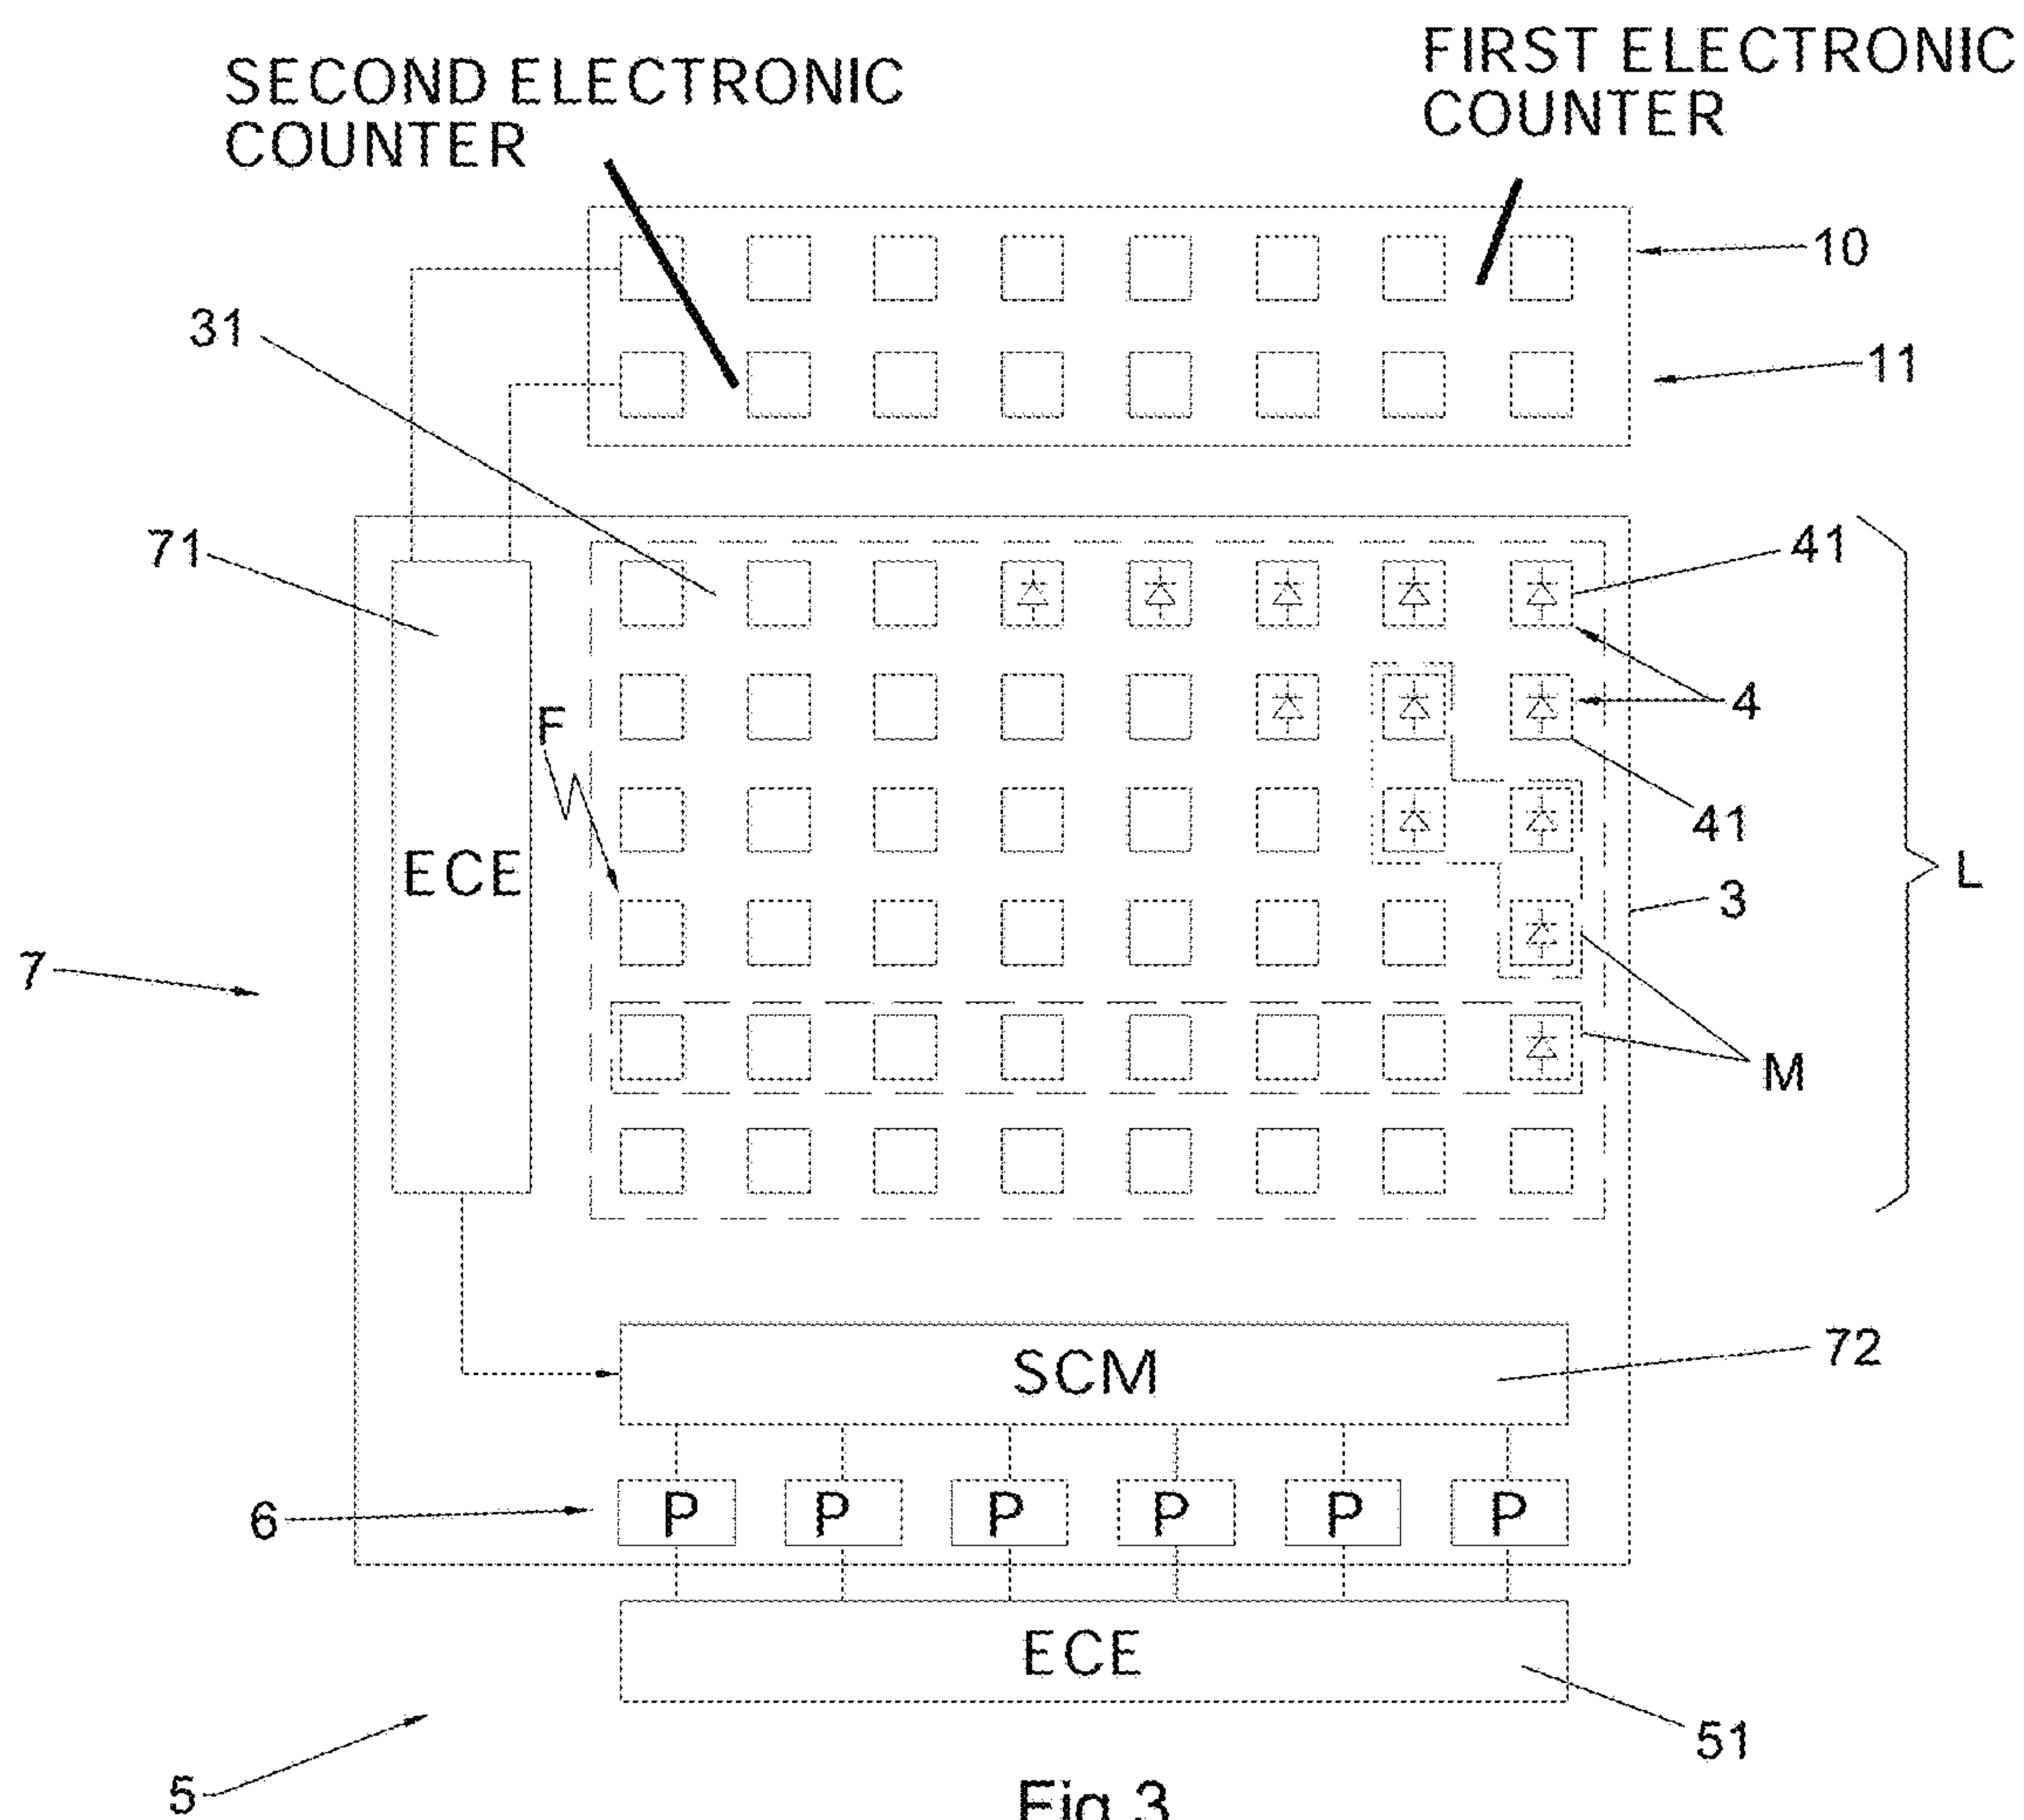 FIRST ELECTRONIC
COUNTER
SECOND ELECTRONIC
COUNTER
10
31
11
71
41
F
4
41
ECE
L
3
7
M
SCM
72
6
P P P P P P
ECE
51
5
Fig.3